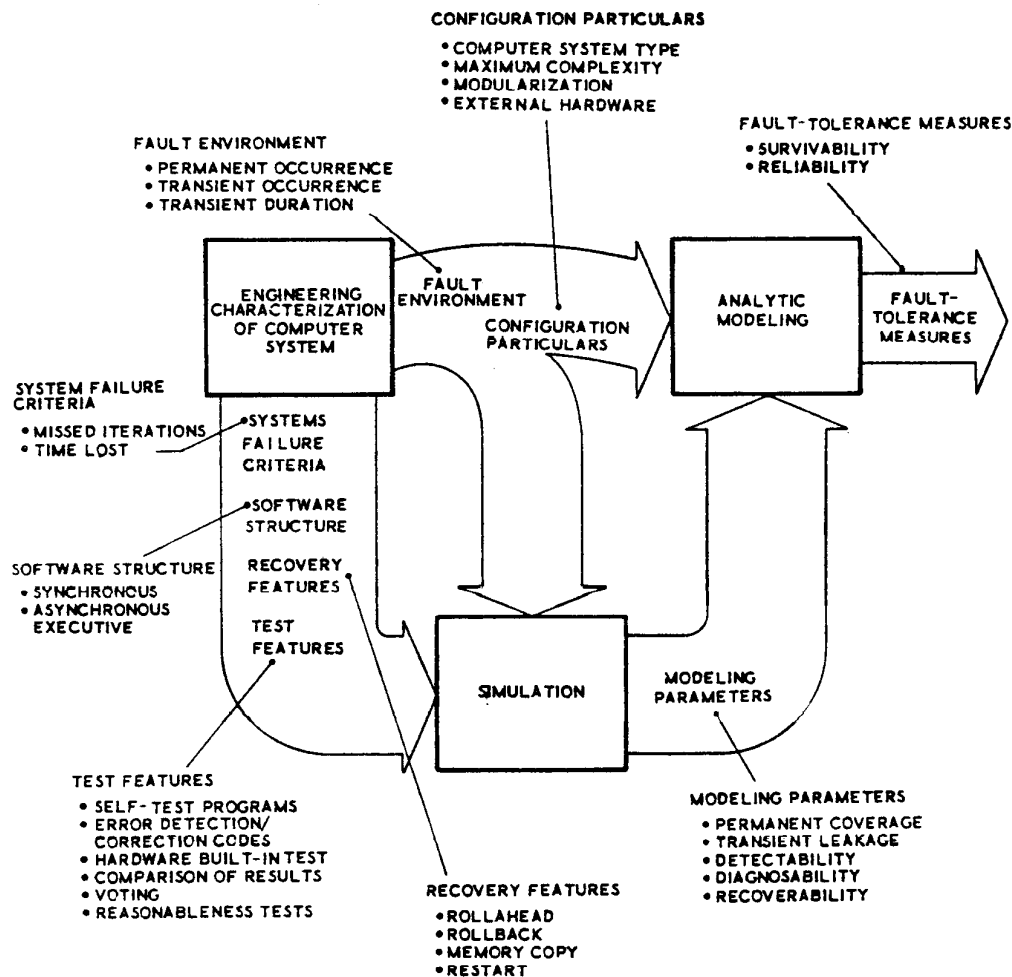 CONFIGURATION PARTICULARS
• COMPUTER SYSTEM TYPE
• MAXIMUM COMPLEXITY
• MODULARIZATION
• EXTERNAL HARDWARE
FAULT-TOLERANCE MEASURES
• SURVIVABILITY
• RELIABILITY
FAULT ENVIRONMENT
• PERMANENT OCCURRENCE
• TRANSIENT OCCURRENCE
• TRANSIENT DURATION
ENGINEERING
CHARACTERIZATION
OF COMPUTER
SYSTEM
FAULT
ENVIRONMENT
CONFIGURATION
PARTICULARS
ANALYTIC
MODELING
FAULT-
TOLERANCE
MEASURES
SYSTEM FAILURE
CRITERIA
• MISSED ITERATIONS
• TIME LOST
SYSTEMS
FAILURE
CRITERIA
SOFTWARE
STRUCTURE
SOFTWARE STRUCTURE
• SYNCHRONOUS
• ASYNCHRONOUS
EXECUTIVE
RECOVERY
FEATURES
TEST
FEATURES
SIMULATION
MODELING
PARAMETERS
TEST FEATURES
• SELF-TEST PROGRAMS
• ERROR DETECTION/
CORRECTION CODES
• HARDWARE BUILT-IN TEST
• COMPARISON OF RESULTS
• VOTING
• REASONABLENESS TESTS
RECOVERY FEATURES
• ROLLAHEAD
• ROLLBACK
• MEMORY COPY
• RESTART
MODELING PARAMETERS
• PERMANENT COVERAGE
• TRANSIENT LEAKAGE
• DETECTABILITY
• DIAGNOSABILITY
• RECOVERABILITY